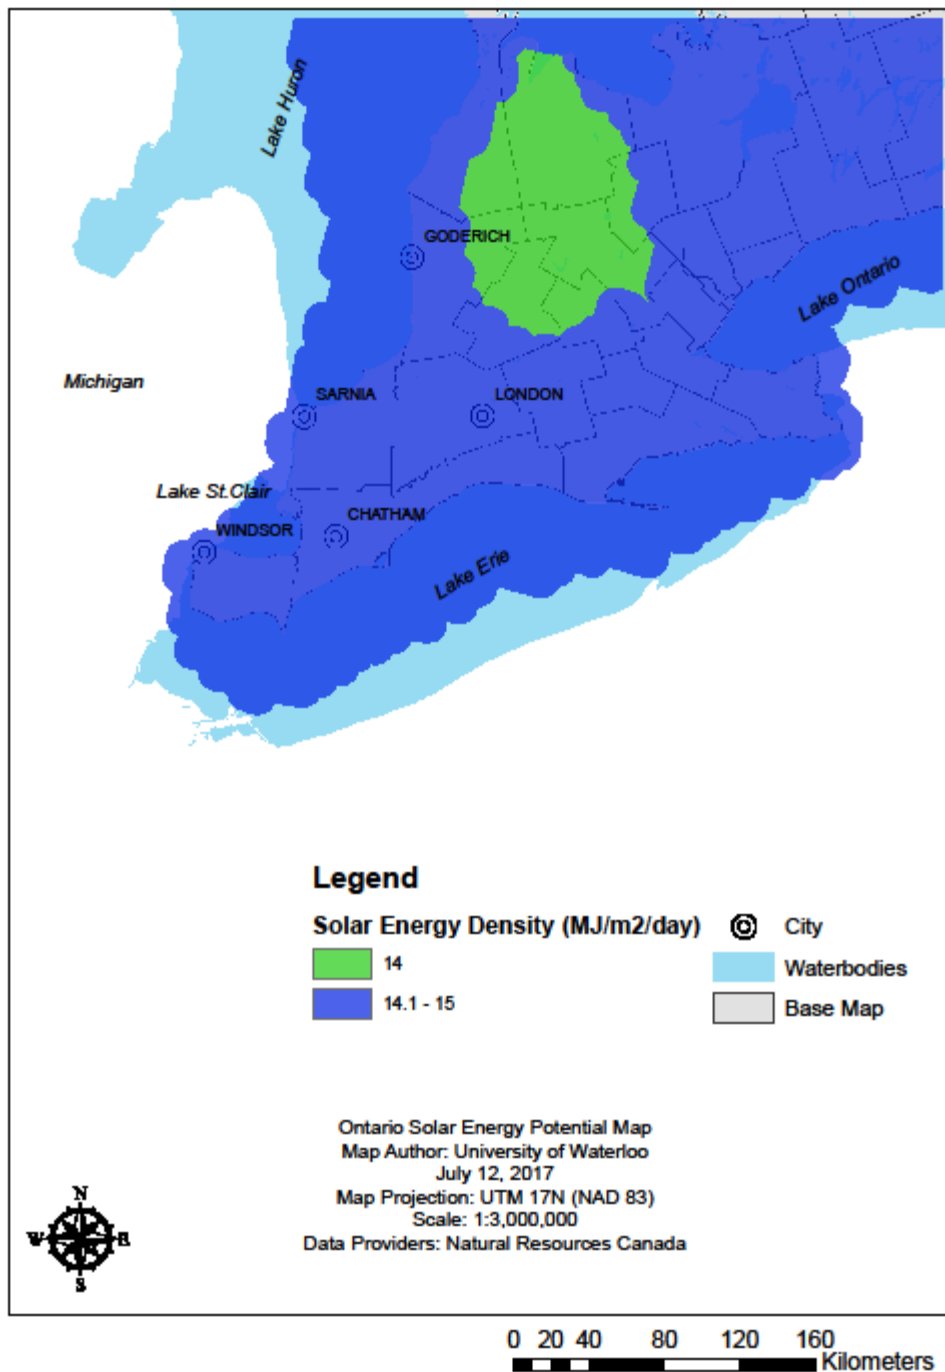 Lake Huron
GODERICH
Lake Ontario
Michigan
SARNIA
LONDON
Lake St.Clair
WINDSOR
CHATHAM
Lake Erie
Legend
Solar Energy Density (MJ/m2/day)
14
14.1 - 15
City
Waterbodies
Base Map
Ontario Solar Energy Potential Map
Map Author: University of Waterloo
July 12, 2017
Map Projection: UTM 17N (NAD 83)
Scale: 1:3,000,000
Data Providers: Natural Resources Canada
N
W E
S
0 20 40 80 120 160
Kilometers